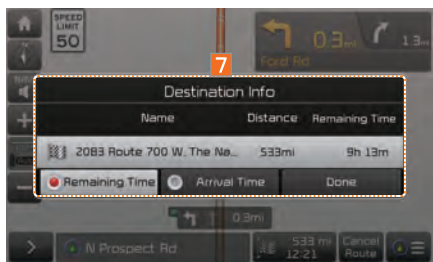 SPEED
LIMIT
50
0.3mi
1.3mi
Ford Rd
7
Destination Info
Name Distance Remaining Time
2083 Route 700 W. The Na... 533mi 9h 13m
Remaining Time Arrival Time Done
0.3mi
N Prospect Rd
533 mi
12:21
Cancel
Route